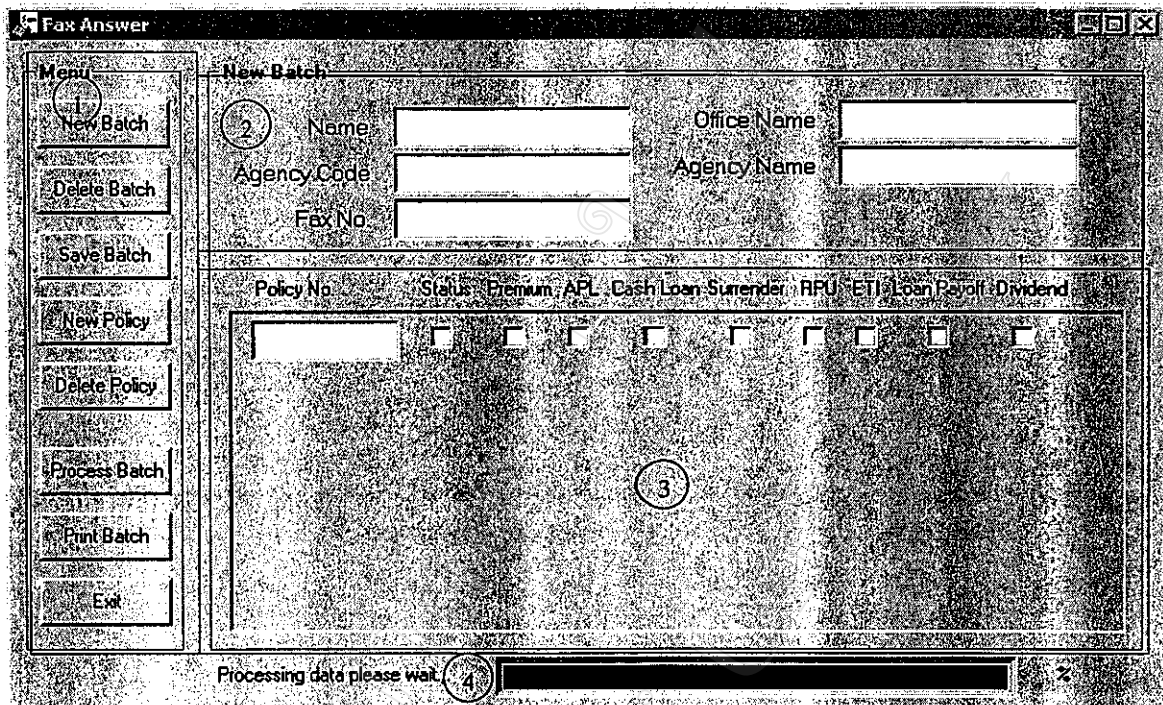 Fax Answer
Menu
1
New Batch
Delete Batch
Save Batch
New Policy
Delete Policy
Process Batch
Print Batch
Exit
New Batch
2
Name
Office Name
Agency Code
Agency Name
Fax No.
Policy No. Status Premium APL Cash Loan Surrender RPU ETI Loan Payoff Dividend
3
Processing data please wait..
4
%